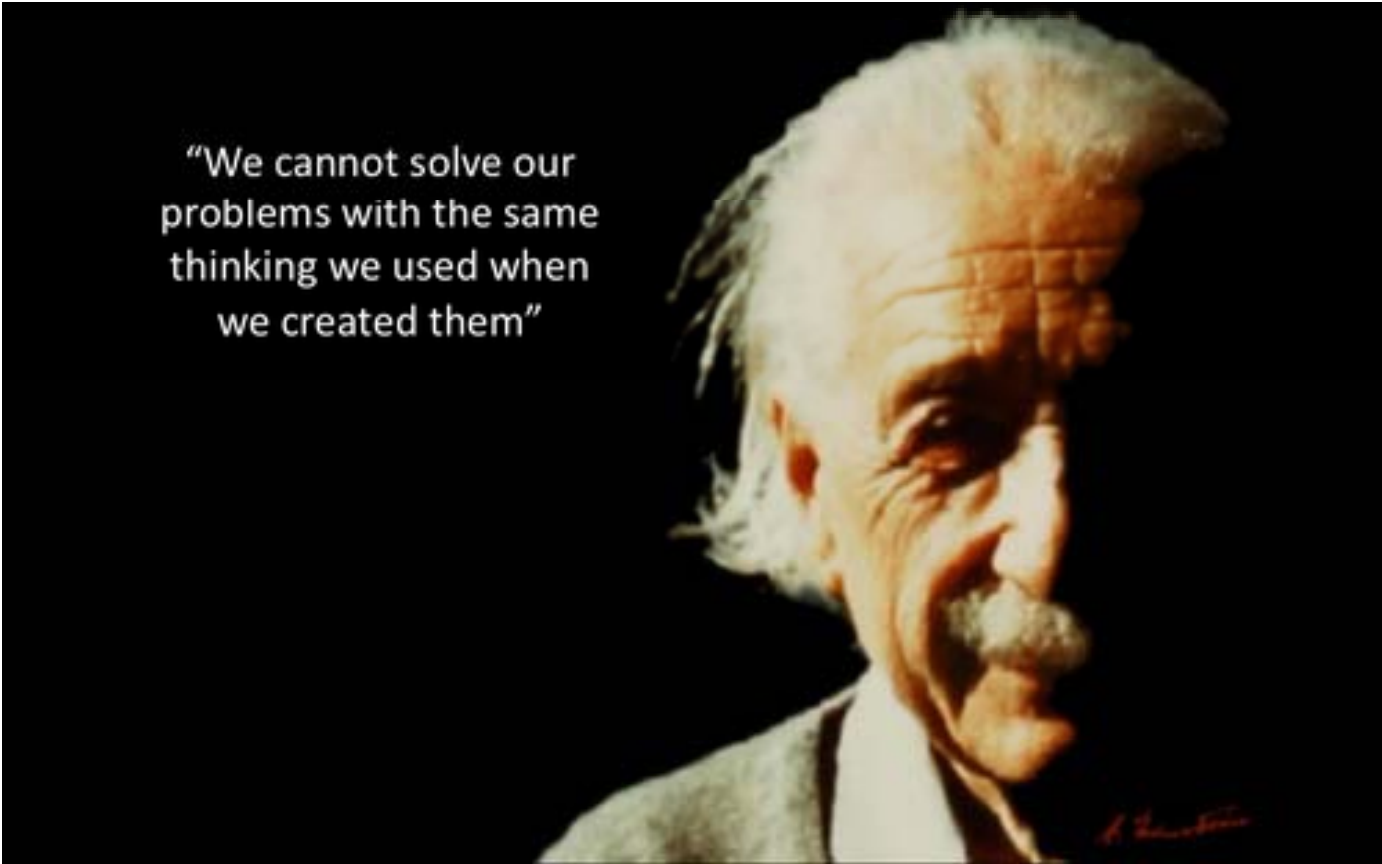 “We cannot solve our
problems with the same
thinking we used when
we created them”